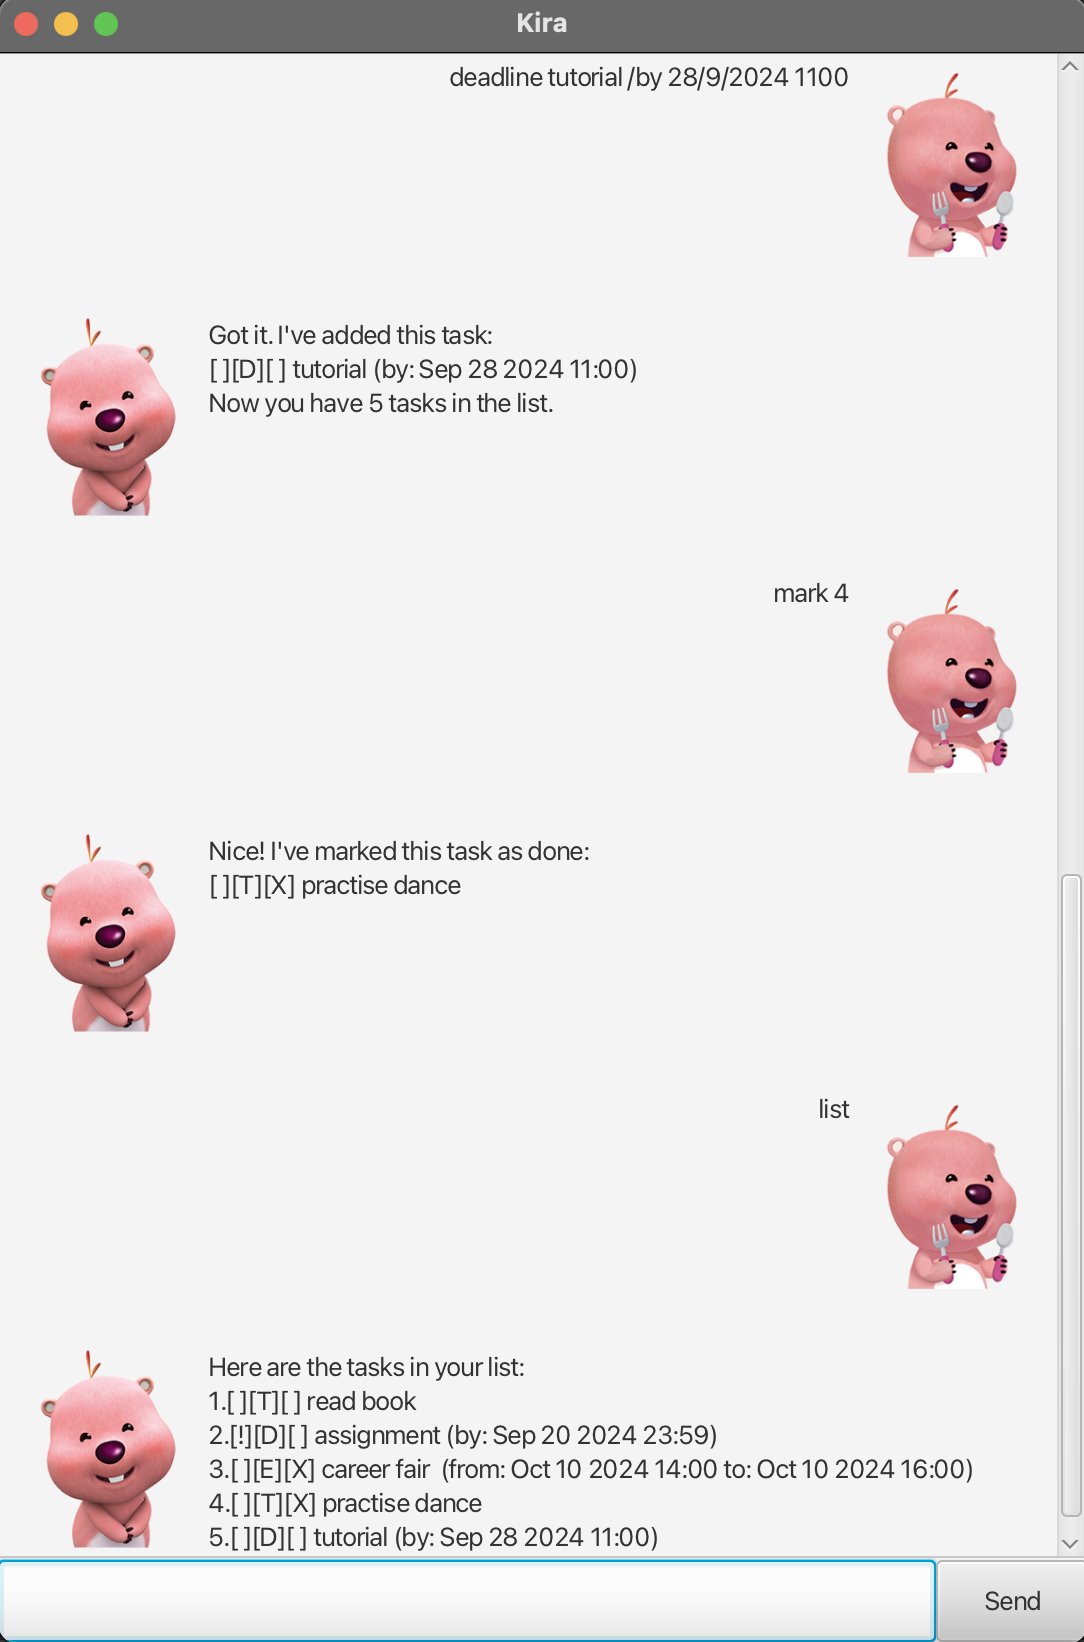 Kira
deadline tutorial /by 28/9/2024 1100
Got it. I've added this task:
[ ][D][ ] tutorial (by: Sep 28 2024 11:00)
Now you have 5 tasks in the list.
mark 4
Nice! I've marked this task as done:
[ ][T][X] practise dance
list
Here are the tasks in your list:
1.[ ][T][ ] read book
2.[!][D][ ] assignment (by: Sep 20 2024 23:59)
3.[ ][E][X] career fair  (from: Oct 10 2024 14:00 to: Oct 10 2024 16:00)
4.[ ][T][X] practise dance
5.[ ][D][ ] tutorial (by: Sep 28 2024 11:00)
Send